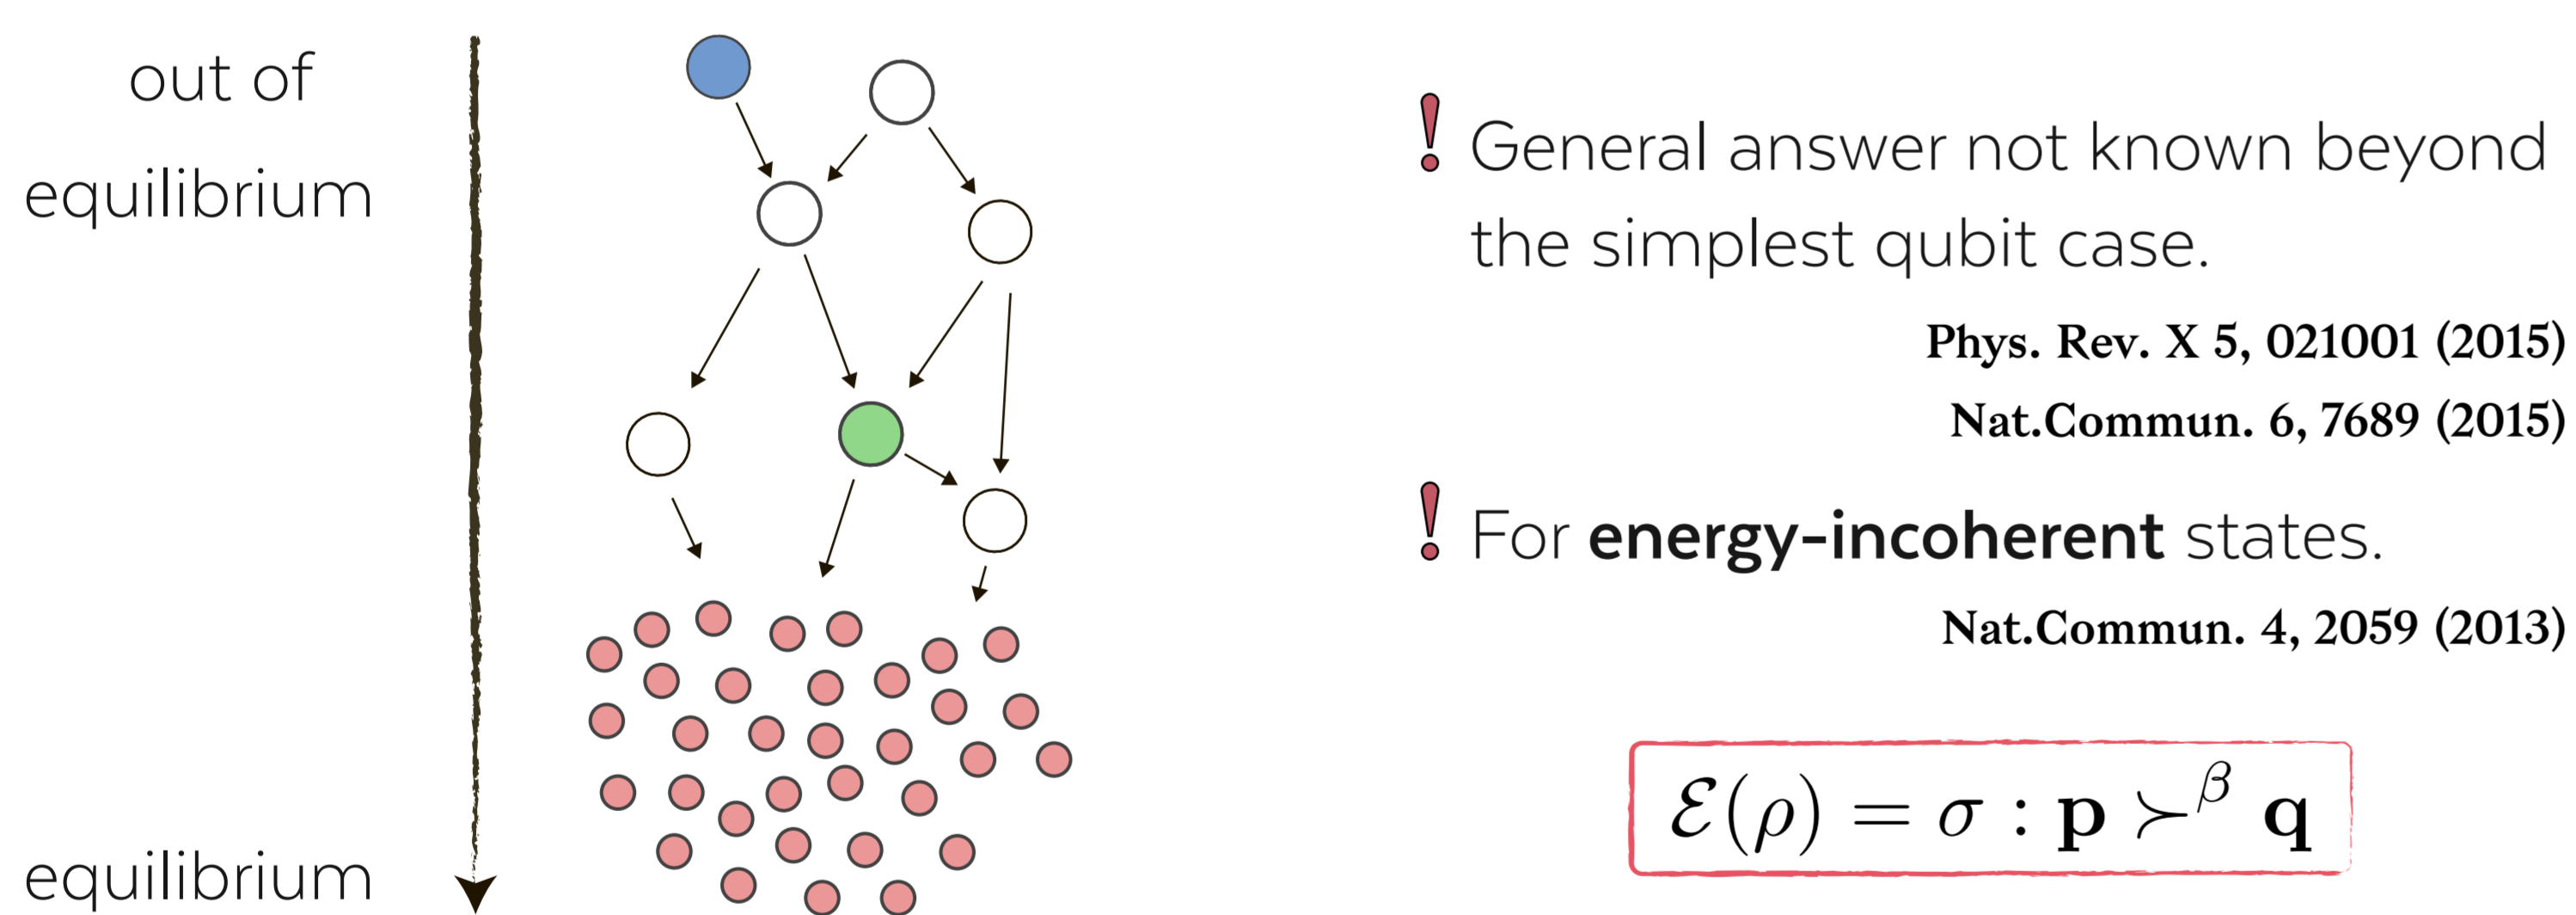 out of
equilibrium
equilibrium
! General answer not known beyond
the simplest qubit case.
Phys. Rev. X 5, 021001 (2015)
Nat.Commun. 6, 7689 (2015)
! For energy-incoherent states.
Nat.Commun. 4, 2059 (2013)
ℰ(ρ) = σ : p ≻^β q